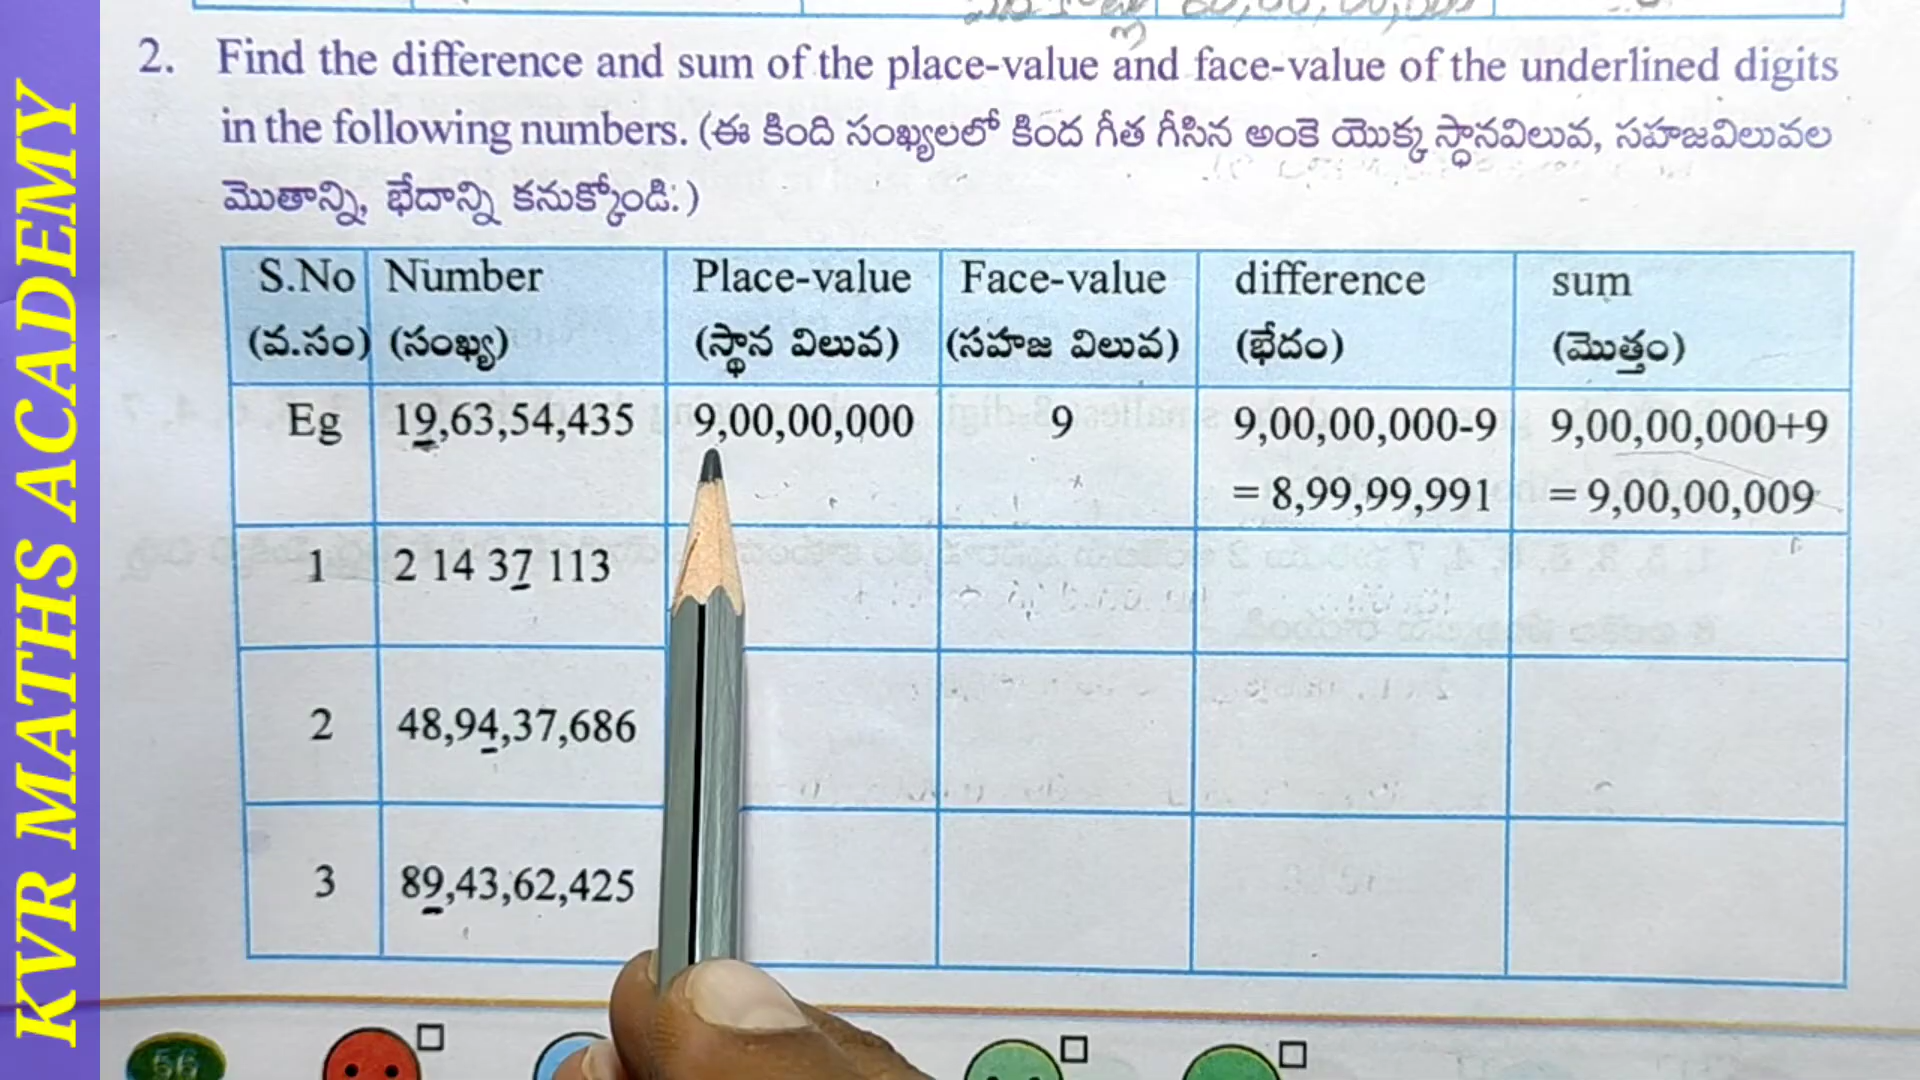 KVR MATHS ACADEMY
2. Find the difference and sum of the place-value and face-value of the underlined digits
in the following numbers. (ఈ కింది సంఖ్యలలో కింద గీత గీసిన అంకె యొక్క స్థానవిలువ, సహజవిలువల
మొతాన్ని, భేదాన్ని కనుక్కోండి:)
S.No Number Place-value Face-value difference sum
(వ.సం) (సంఖ్య) (స్థాన విలువ) (సహజ విలువ) (భేదం) (మొత్తం)
Eg 19,63,54,435 9,00,00,000 9 9,00,00,000-9 9,00,00,000+9
= 8,99,99,991 = 9,00,00,009
1 2 14 37 113
2 48,94,37,686
3 89,43,62,425
56